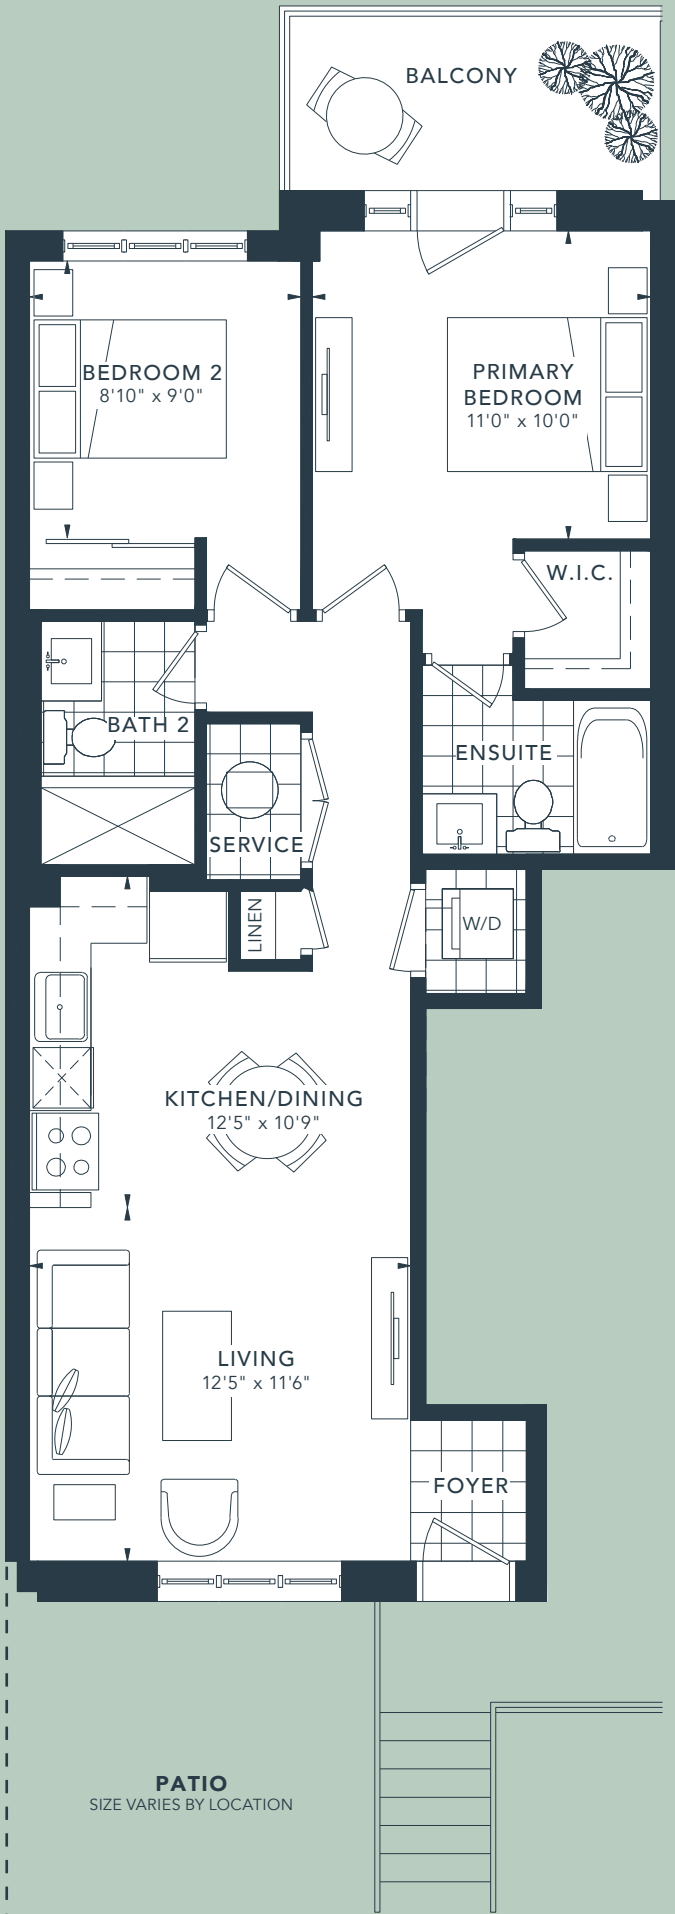 BALCONY
BEDROOM 2
8'10" x 9'0"
PRIMARY
BEDROOM
11'0" x 10'0"
W.I.C.
BATH 2
ENSUITE
SERVICE
LINEN
W/D
KITCHEN/DINING
12'5" x 10'9"
LIVING
12'5" x 11'6"
FOYER
PATIO
SIZE VARIES BY LOCATION